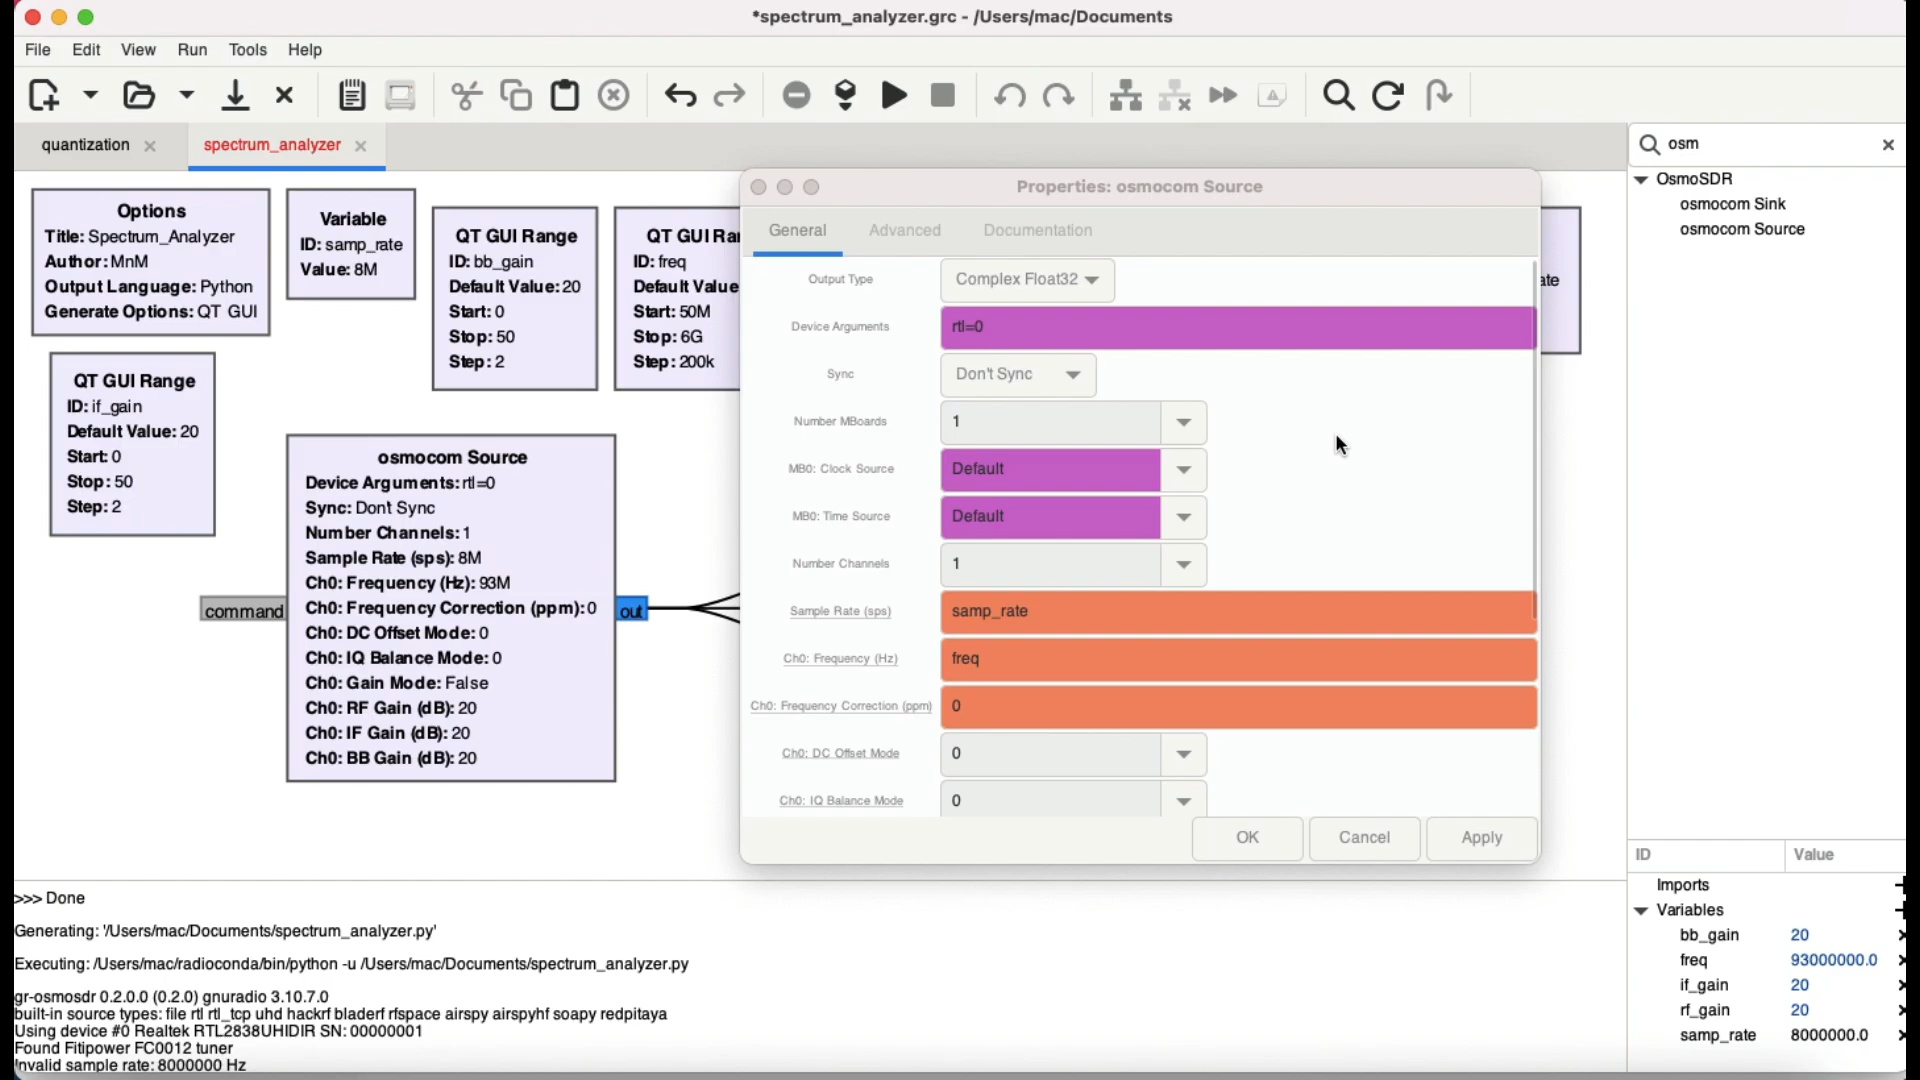 *spectrum_analyzer.grc - /Users/mac/Documents
File Edit View Run Tools Help
quantization
spectrum_analyzer
osm
OsmoSDR
osmocom Sink
osmocom Source
Options
Title: Spectrum_Analyzer
Author: MnM
Output Language: Python
Generate Options: QT GUI
Variable
ID: samp_rate
Value: 8M
QT GUI Range
ID: bb_gain
Default Value: 20
Start: 0
Stop: 50
Step: 2
QT GUI Ra
ID: freq
Default Value
Start: 50M
Stop: 6G
Step: 200k
ate
QT GUI Range
ID: if_gain
Default Value: 20
Start: 0
Stop: 50
Step: 2
osmocom Source
Device Arguments: rtl=0
Sync: Dont Sync
Number Channels: 1
Sample Rate (sps): 8M
Ch0: Frequency (Hz): 93M
Ch0: Frequency Correction (ppm): 0
Ch0: DC Offset Mode: 0
Ch0: IQ Balance Mode: 0
Ch0: Gain Mode: False
Ch0: RF Gain (dB): 20
Ch0: IF Gain (dB): 20
Ch0: BB Gain (dB): 20
command
out
Properties: osmocom Source
General Advanced Documentation
Output Type Complex Float32
Device Arguments rtl=0
Sync Don't Sync
Number MBoards 1
MB0: Clock Source Default
MB0: Time Source Default
Number Channels 1
Sample Rate (sps) samp_rate
Ch0: Frequency (Hz) freq
Ch0: Frequency Correction (ppm) 0
Ch0: DC Offset Mode 0
Ch0: IQ Balance Mode 0
OK Cancel Apply
>>> Done
Generating: '/Users/mac/Documents/spectrum_analyzer.py'
Executing: /Users/mac/radioconda/bin/python -u /Users/mac/Documents/spectrum_analyzer.py
gr-osmosdr 0.2.0.0 (0.2.0) gnuradio 3.10.7.0
built-in source types: file rtl rtl_tcp uhd hackrf bladerf rfspace airspy airspyhf soapy redpitaya
Using device #0 Realtek RTL2838UHIDIR SN: 00000001
Found Fitipower FC0012 tuner
Invalid sample rate: 8000000 Hz
ID Value
Imports
Variables
bb_gain 20
freq 93000000.0
if_gain 20
rf_gain 20
samp_rate 8000000.0